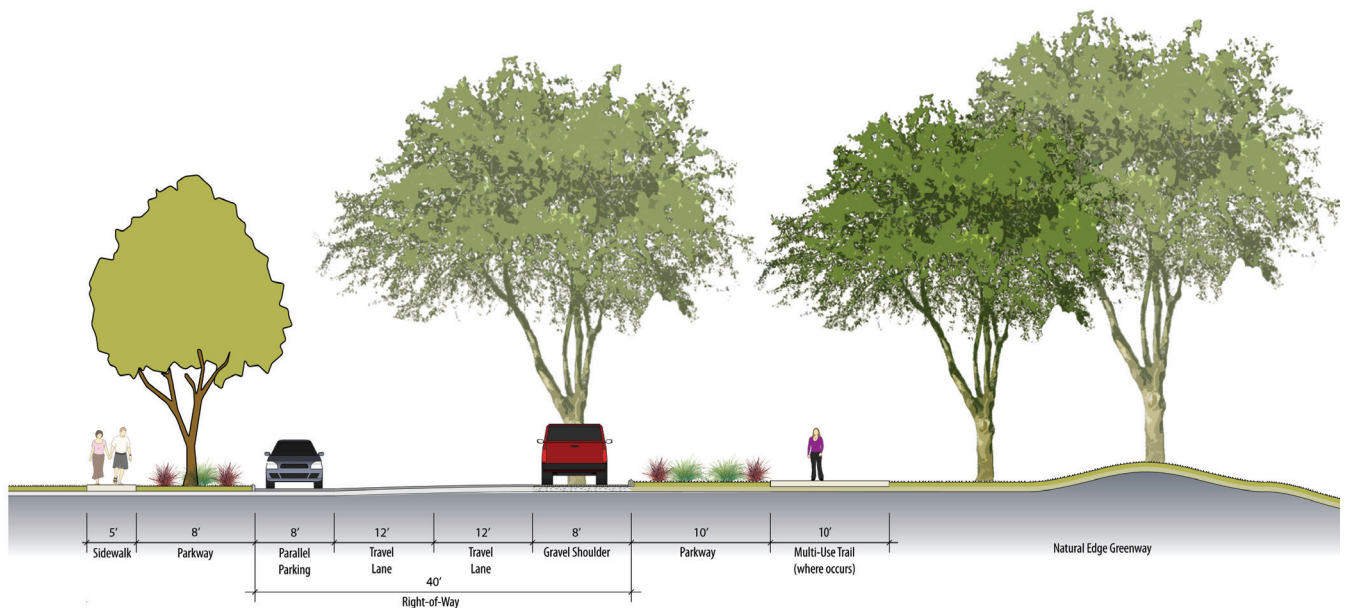 5’ 8’ 8’ 12’ 12’ 8’ 10’ 10’
Sidewalk Parkway Parallel Travel Travel Gravel Shoulder Parkway Multi-Use Trail Natural Edge Greenway
Parking Lane Lane (where occurs)
40’
Right-of-Way